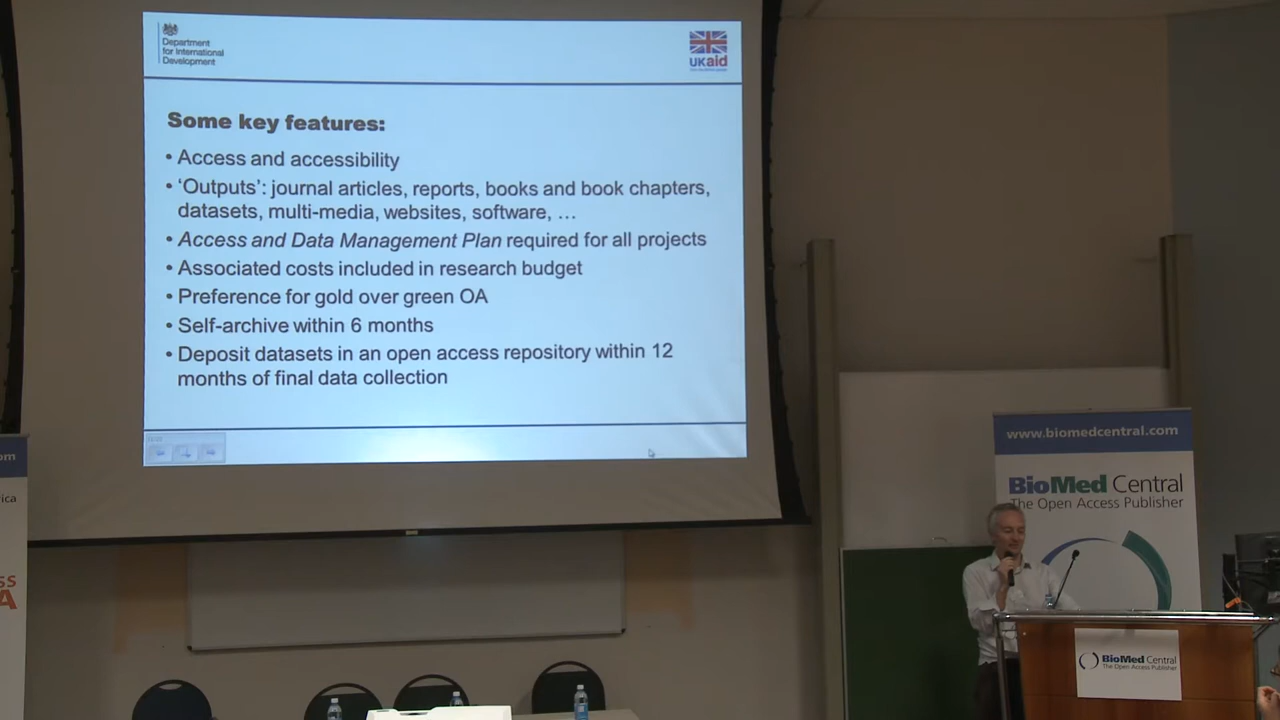 Department
for International
Development
UKaid
Some key features:
• Access and accessibility
• ‘Outputs’: journal articles, reports, books and book chapters,
datasets, multi-media, websites, software, …
• Access and Data Management Plan required for all projects
• Associated costs included in research budget
• Preference for gold over green OA
• Self-archive within 6 months
• Deposit datasets in an open access repository within 12
months of final data collection
om
rica
SS
A
www.biomedcentral.com
BioMed Central
The Open Access Publisher
BioMed Central
The Open Access Publisher